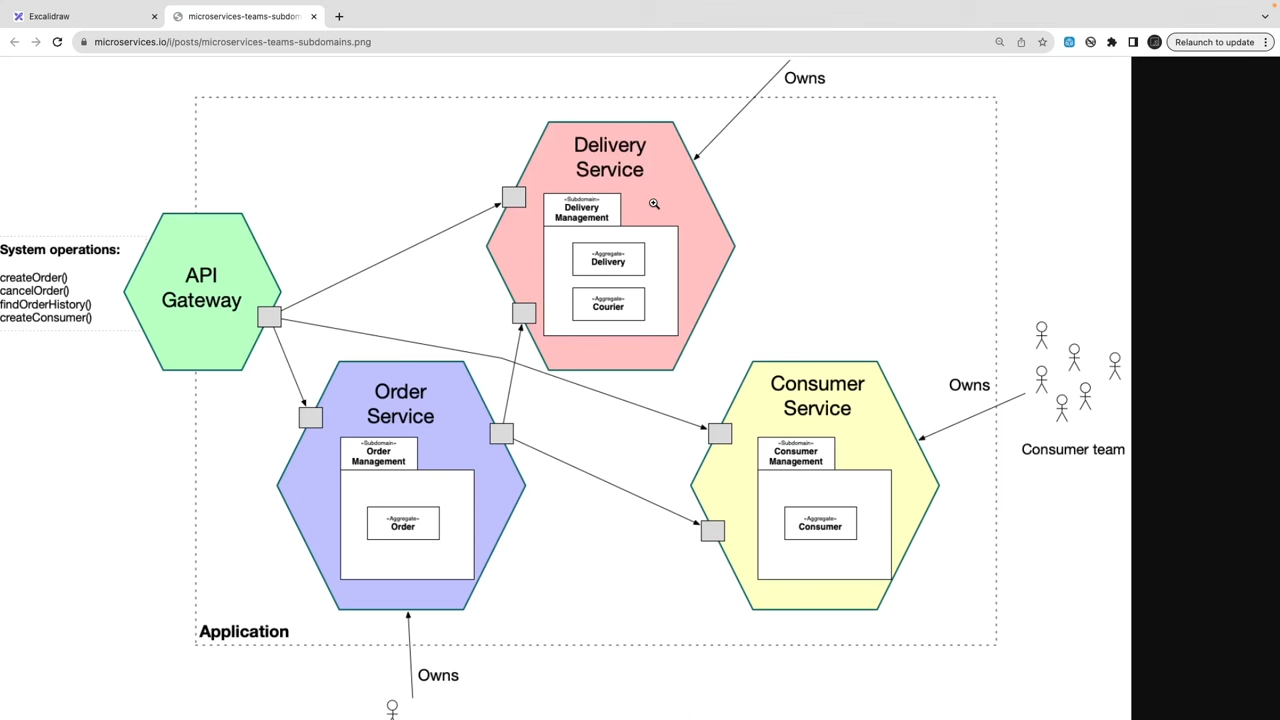 Excalidraw
microservices-teams-subdom
microservices.io/i/posts/microservices-teams-subdomains.png
Relaunch to update
Owns
Delivery
Service
«Subdomain»
Delivery
Management
«Aggregate»
Delivery
«Aggregate»
Courier
System operations:
createOrder()
cancelOrder()
findOrderHistory()
createConsumer()
API
Gateway
Order
Service
«Subdomain»
Order
Management
«Aggregate»
Order
Consumer
Service
«Subdomain»
Consumer
Management
«Aggregate»
Consumer
Owns
Consumer team
Application
Owns